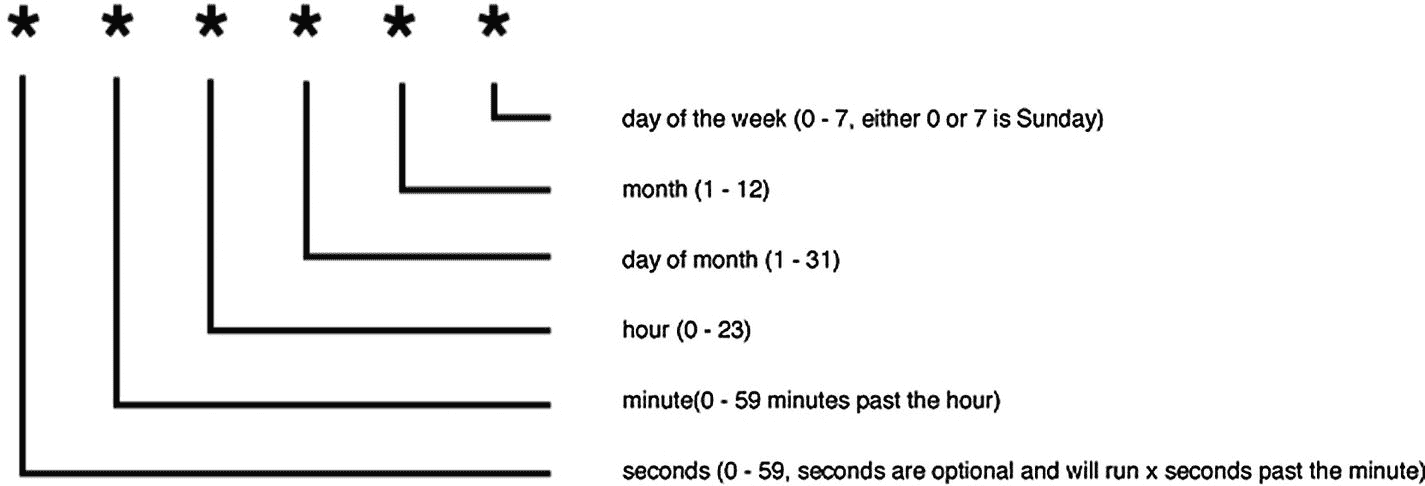 * * * * * *
day of the week (0 - 7, either 0 or 7 is Sunday)
month (1 - 12)
day of month (1 - 31)
hour (0 - 23)
minute(0 - 59 minutes past the hour)
seconds (0 - 59, seconds are optional and will run x seconds past the minute)